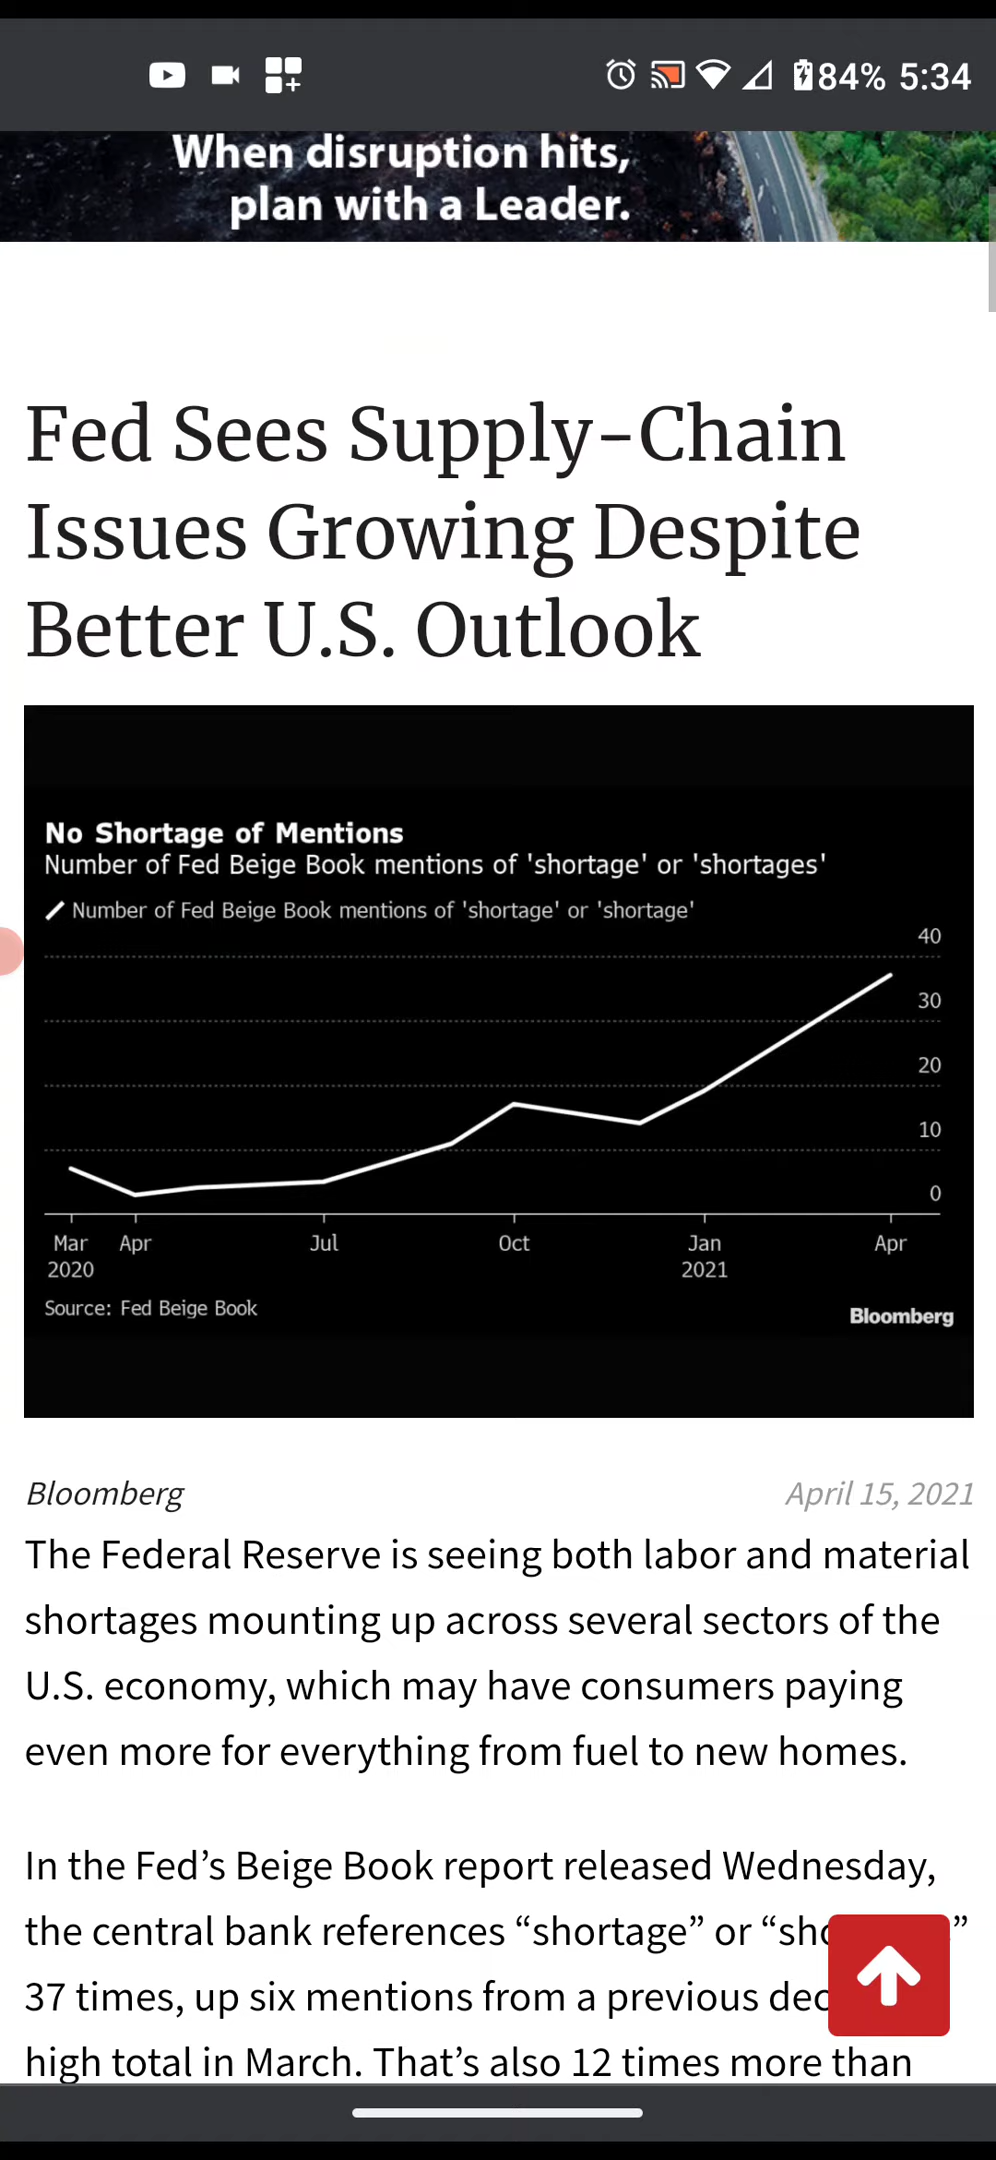 84% 5:34
When disruption hits,
plan with a Leader.
Fed Sees Supply-Chain
Issues Growing Despite
Better U.S. Outlook
No Shortage of Mentions
Number of Fed Beige Book mentions of 'shortage' or 'shortages'
Number of Fed Beige Book mentions of 'shortage' or 'shortage'
40
30
20
10
0
Mar Apr Jul Oct Jan Apr
2020 2021
Source: Fed Beige Book
Bloomberg
Bloomberg April 15, 2021
The Federal Reserve is seeing both labor and material
shortages mounting up across several sectors of the
U.S. economy, which may have consumers paying
even more for everything from fuel to new homes.
In the Fed’s Beige Book report released Wednesday,
the central bank references “shortage” or “sho ”
37 times, up six mentions from a previous dec
high total in March. That’s also 12 times more than